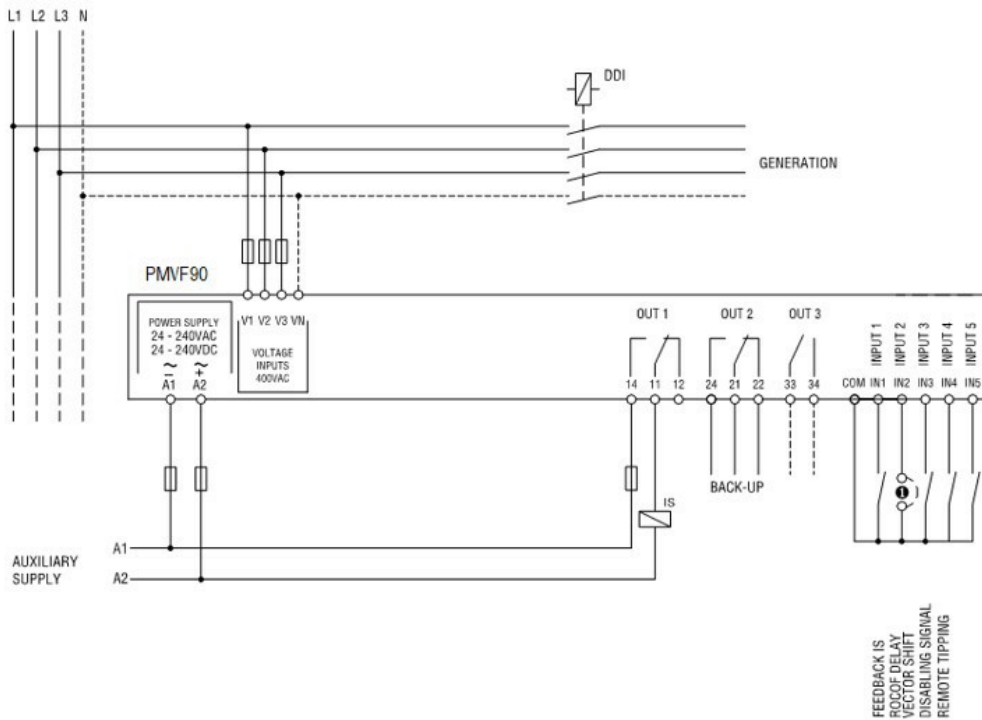 L1 L2 L3 N
DDI
GENERATION
PMVF90
POWER SUPPLY
24 - 240VAC
24 - 240VDC
~
–
~
+
A1 A2
V1 V2 V3 VN
VOLTAGE
INPUTS
400VAC
OUT 1
OUT 2
OUT 3
INPUT 1
INPUT 2
INPUT 3
INPUT 4
INPUT 5
14 11 12 24 21 22 33 34 COM IN1 IN2 IN3 IN4 IN5
BACK-UP
1
IS
AUXILIARY
SUPPLY
A1
A2
FEEDBACK IS
ROCOF DELAY
VECTOR SHIFT
DISABLING SIGNAL
REMOTE TIPPING